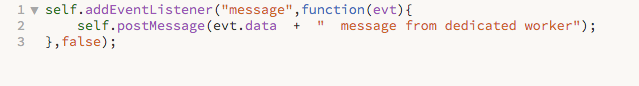 1 ▼ self.addEventListener("message",function(evt){
2 self.postMessage(evt.data + "  message from dedicated worker");
3 },false);